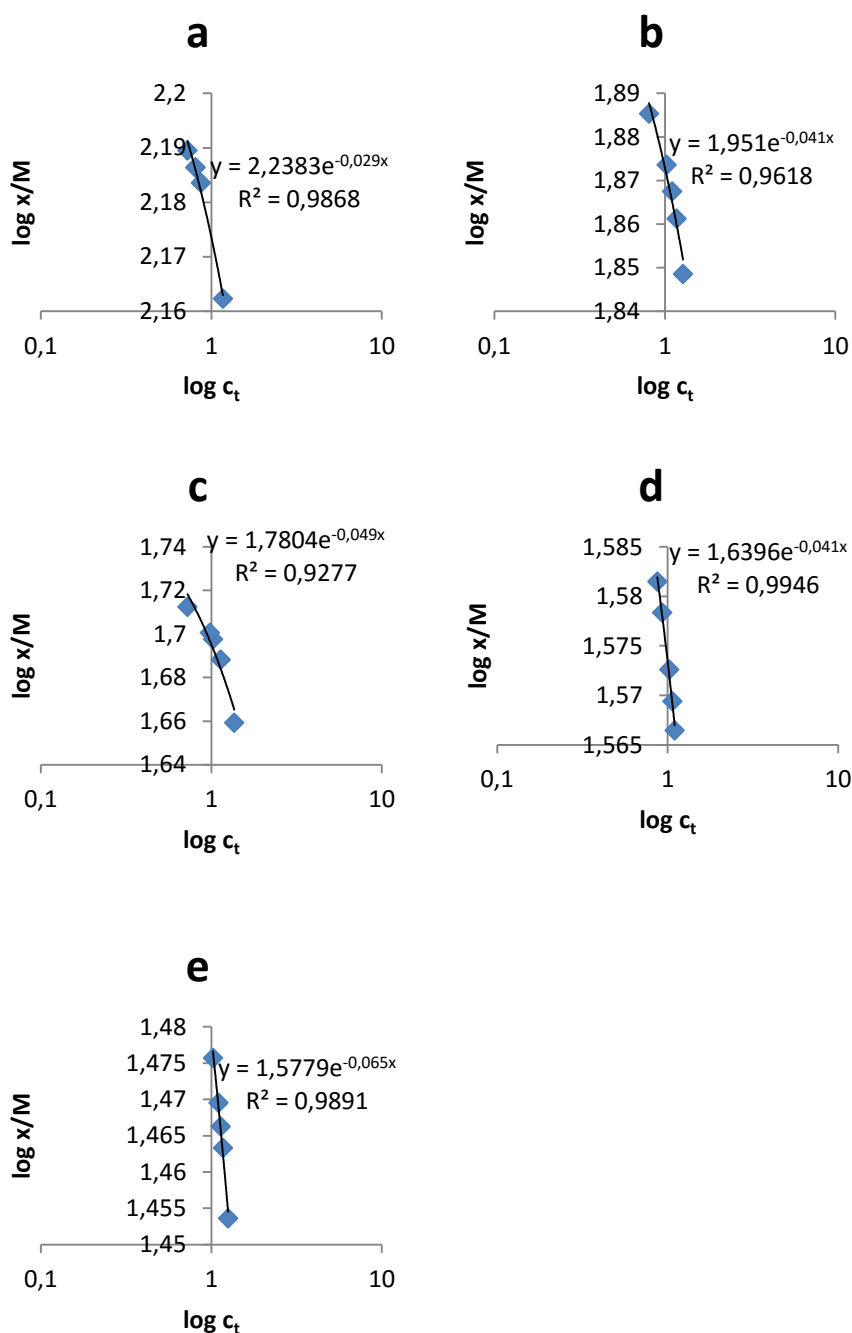 a
2,2
2,19
2,18
2,17
2,16
0,1 1 10
log x/M
log ct
y = 2,2383e-0,029x
R² = 0,9868
b
1,89
1,88
1,87
1,86
1,85
1,84
0,1 1 10
log x/M
log ct
y = 1,951e-0,041x
R² = 0,9618
c
1,74
1,72
1,7
1,68
1,66
1,64
0,1 1 10
log x/M
log ct
y = 1,7804e-0,049x
R² = 0,9277
d
1,585
1,58
1,575
1,57
1,565
0,1 1 10
log x/M
log ct
y = 1,6396e-0,041x
R² = 0,9946
e
1,48
1,475
1,47
1,465
1,46
1,455
1,45
0,1 1 10
log x/M
log ct
y = 1,5779e-0,065x
R² = 0,9891